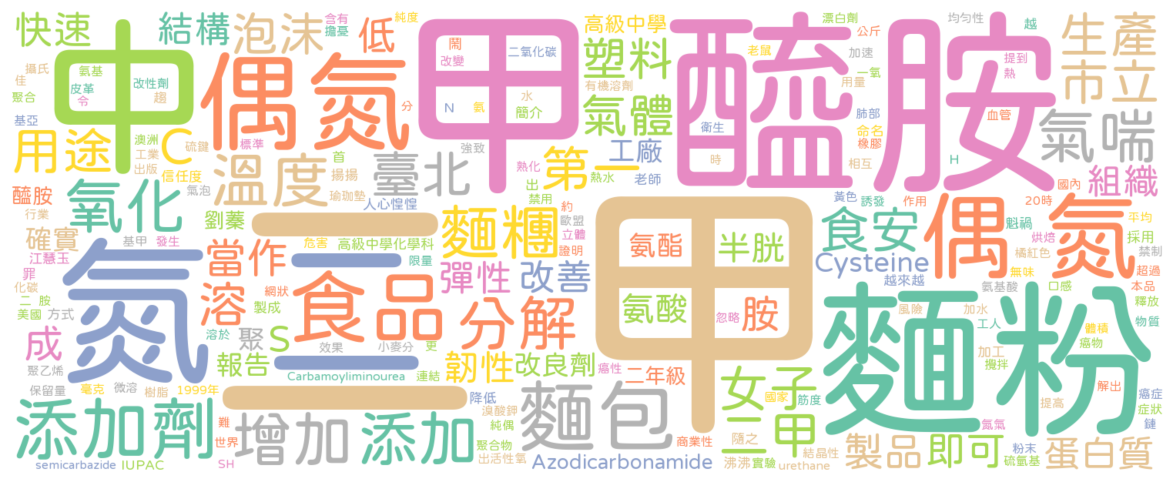 快速
結構
泡沫
低
含有
擔憂
純度
高級中學
漂白劑
公斤
均勻性
越
生產
市立
攝氏
佳
聚合
中
氨基
皮革
令
改性劑
趨
偶氮
分
甲
鬧
改變
二氧化碳
N
氨
水
簡介
塑料
有機溶劑
氣體
醯胺
老鼠
加速
用量
一氧
肺部
命名
橡膠
相互
提到
熱
血管
衛生
時
H
氣喘
基亞
用途
C
澳洲
工業
出版
信任度
硫鍵
氣泡
標準
溫度
首
揚揚
瑜珈墊
臺北
強致
熱化
出
第一
熱水
禁用
工廠
老師
組織
國內
20時
醯胺
行業
氧化
劉蓁
人心惶惶
麵糰
豹
歐盟
立體
證明
甲
氨酯
半胱
氨酸
忽略
胺
黃色
誘發
作用
食安
魁禍
偶氮
烘焙
橘紅色
平均
採用
禁制
確實
江慧玉
罪
基甲
發生
危害
高級中學化學科
限量
當作
彈性
改善
Cysteine
越來越
無味
氨基酸
口感
超過
本品
釋放
化碳
二胺
美國
方式
氮
溶
網狀
製成
食品
分解
麵粉
風險
加水
工人
體積
癌物
物質
成
聚乙烯
溶於
聚
S
效果
小麥分
更
報告
Carbamoyliminourea
連結
韌性
改良劑
癌性
二年級
女子
國家
筋度
加工
攪拌
解出
保留量
毫克
微溶
樹脂
1999年
降低
溴酸鉀
純偶
麵包
二甲
提高
癌症
症狀
鏈
添加劑
難
世界
增加
添加
聚合物
出活性氧
商業性
隨之
沸沸
實驗
結晶性
urethane
製品
即可
氮氣
粉末
硫氫基
蛋白質
semicarbazide
IUPAC
SH
Azodicarbonamide